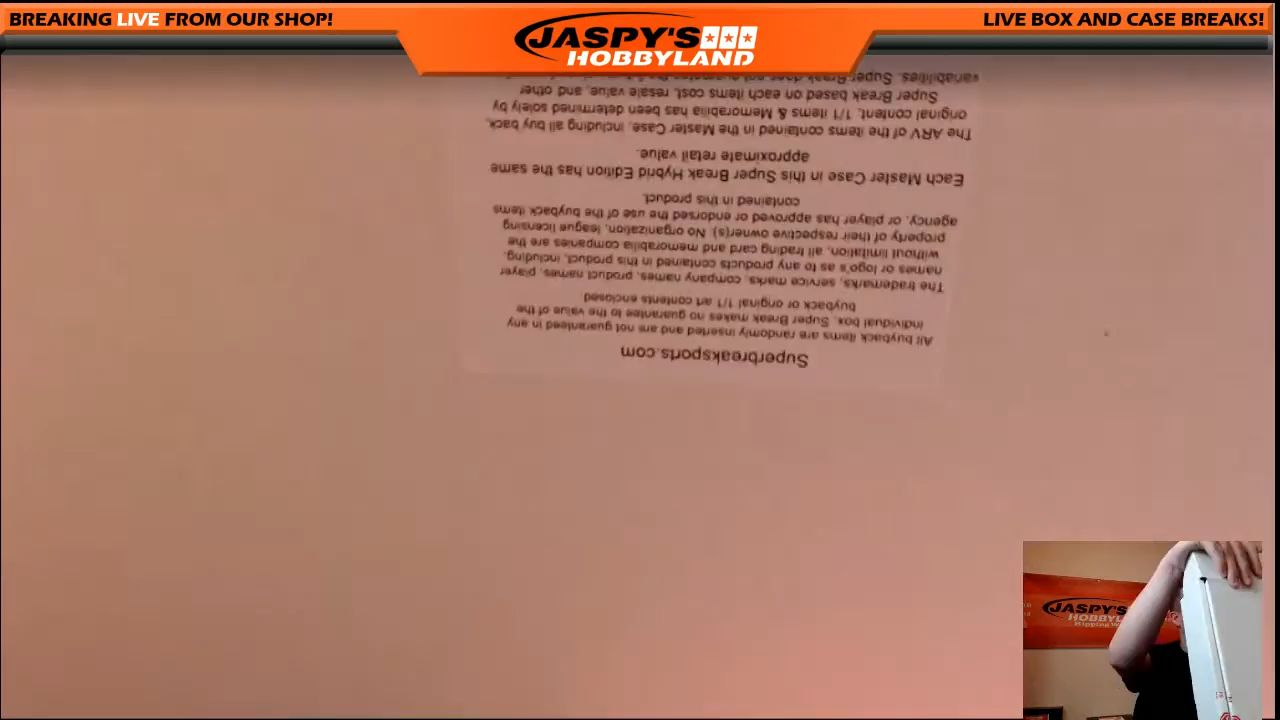 BREAKING LIVE FROM OUR SHOP!
JASPY'S
HOBBYLAND
LIVE BOX AND CASE BREAKS!
Superbreaksports.com
All buyback items are randomly inserted and are not guaranteed in any
individual box. Super Break makes no guarantee to the value of the
buyback or original 1/1 art contents enclosed
The trademarks, service marks, company names, product names, player
names or logo's as to any products contained in this product, including,
without limitation, all trading card and memorabilia companies are the
property of their respective owner(s). No organization, league licensing
agency, or player has approved or endorsed the use of the buyback items
contained in this product.
Each Master Case in this Super Break Hybrid Edition has the same
approximate retail value.
The ARV of the items contained in the Master Case, including all buy back,
original content, 1/1 items & Memorabilia has been determined solely by
Super Break based on each items cost, resale value, and other
variabilities. Super Break does not
JASPY'S
HOBBYLAND